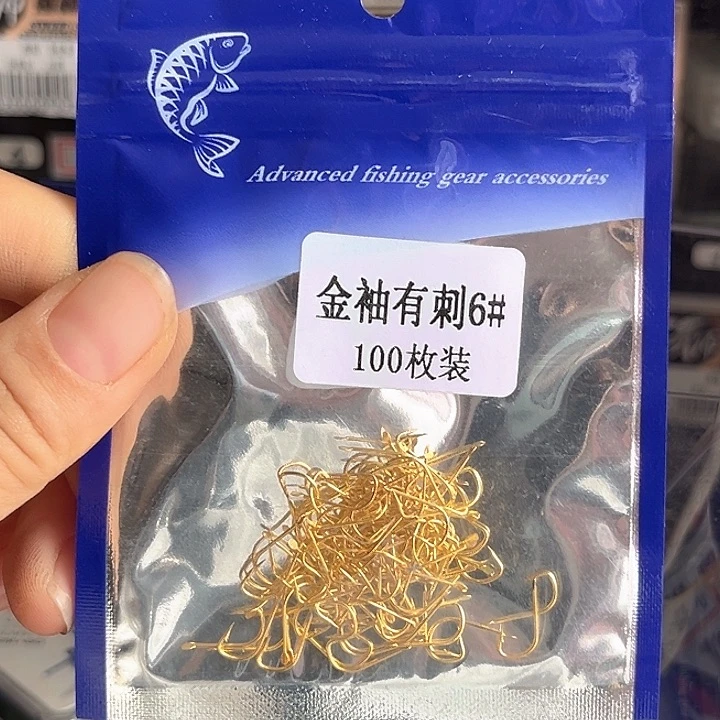 Advanced fishing gear accessories
金袖有刺6#
100枚装